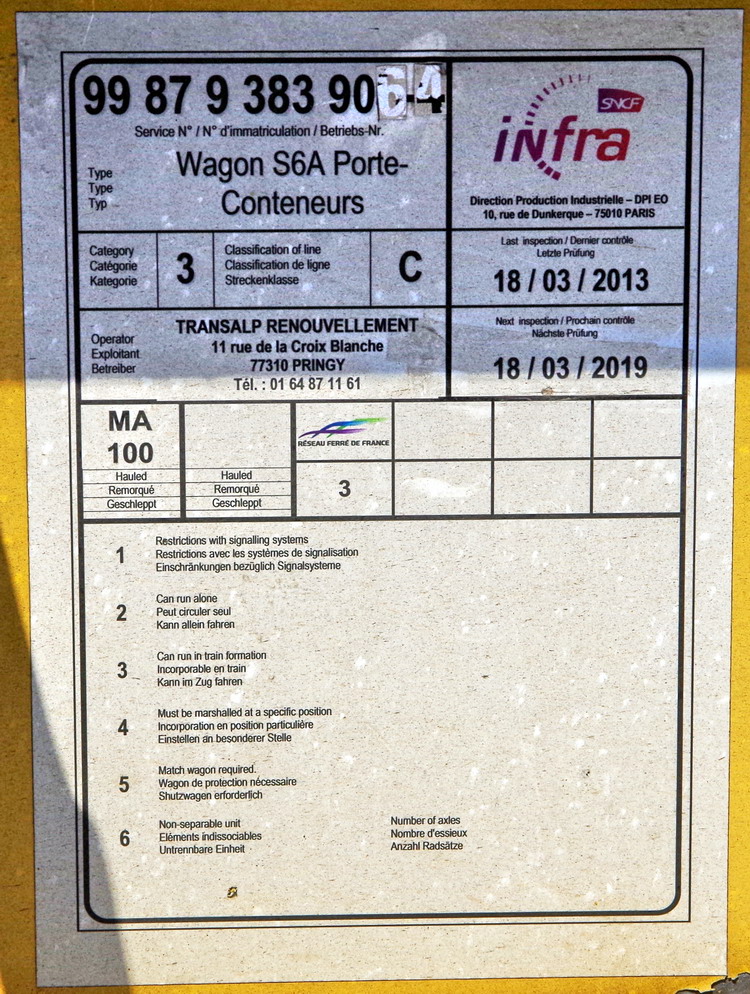 99 87 9 383 906-4
Service N° / N° d'immatriculation / Betriebs-Nr.
Type
Type
Typ
Wagon S6A Porte-
Conteneurs
SNCF
infra
Direction Production Industrielle – DPI EO
10, rue de Dunkerque – 75010 PARIS
Category
Catégorie
Kategorie
3
Classification of line
Classification de ligne
Streckenklasse
C
Last inspection / Dernier contrôle
Letzte Prüfung
18 / 03 / 2013
Operator
Exploitant
Betreiber
TRANSALP RENOUVELLEMENT
11 rue de la Croix Blanche
77310 PRINGY
Tél. : 01 64 87 11 61
Next inspection / Prochain contrôle
Nächste Prüfung
18 / 03 / 2019
MA
100
Hauled
Remorqué
Geschleppt
Hauled
Remorqué
Geschleppt
RÉSEAU FERRÉ DE FRANCE
3
1
Restrictions with signalling systems
Restrictions avec les systèmes de signalisation
Einschränkungen bezüglich Signalsysteme
2
Can run alone
Peut circuler seul
Kann allein fahren
3
Can run in train formation
Incorporable en train
Kann im Zug fahren
4
Must be marshalled at a specific position
Incorporation en position particulière
Einstellen an besonderer Stelle
5
Match wagon required.
Wagon de protection nécessaire
Shutzwagen erforderlich
6
Non-separable unit
Eléments indissociables
Untrennbare Einheit
Number of axles
Nombre d'essieux
Anzahl Radsätze